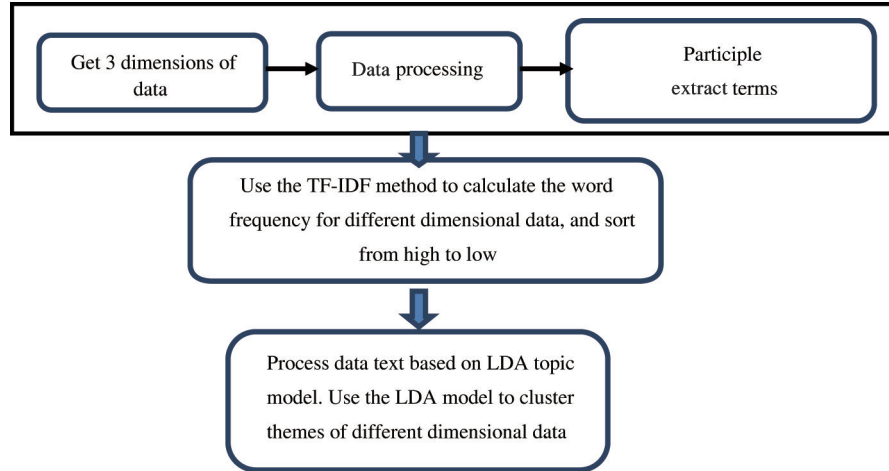 Get 3 dimensions of
data
Data processing
Participle
extract terms
Use the TF-IDF method to calculate the word
frequency for different dimensional data, and sort
from high to low
Process data text based on LDA topic
model. Use the LDA model to cluster
themes of different dimensional data